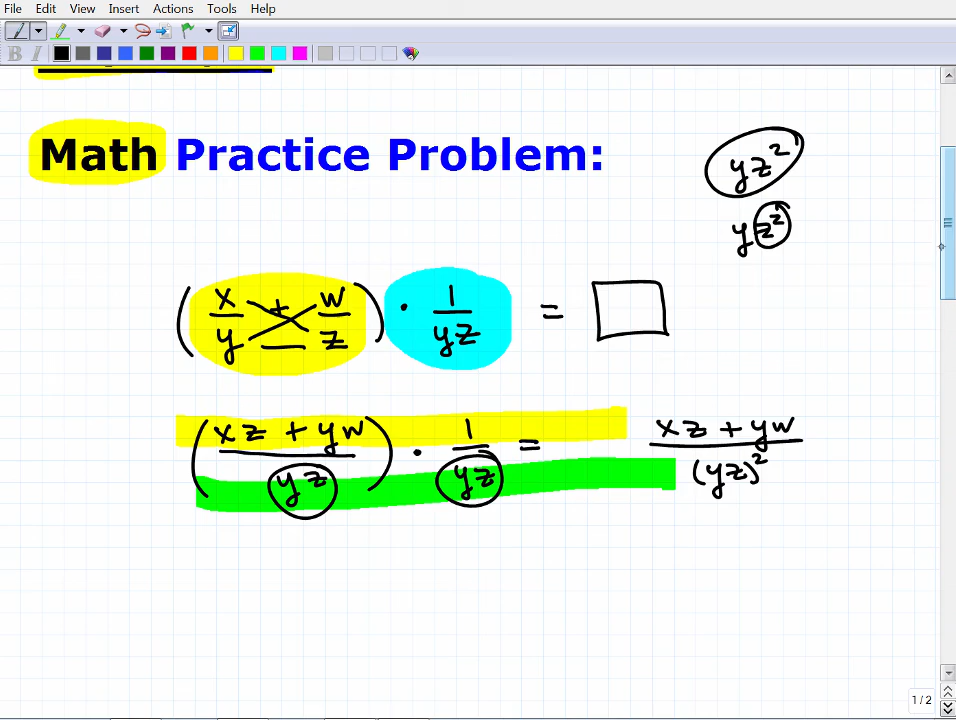 File Edit View Insert Actions Tools Help
B I
Math Practice Problem:
yz²
yz²
(x/y + w/z) · 1/yz = □
(xz + yw / yz) · 1/yz = xz + yw / (yz)²
1/2